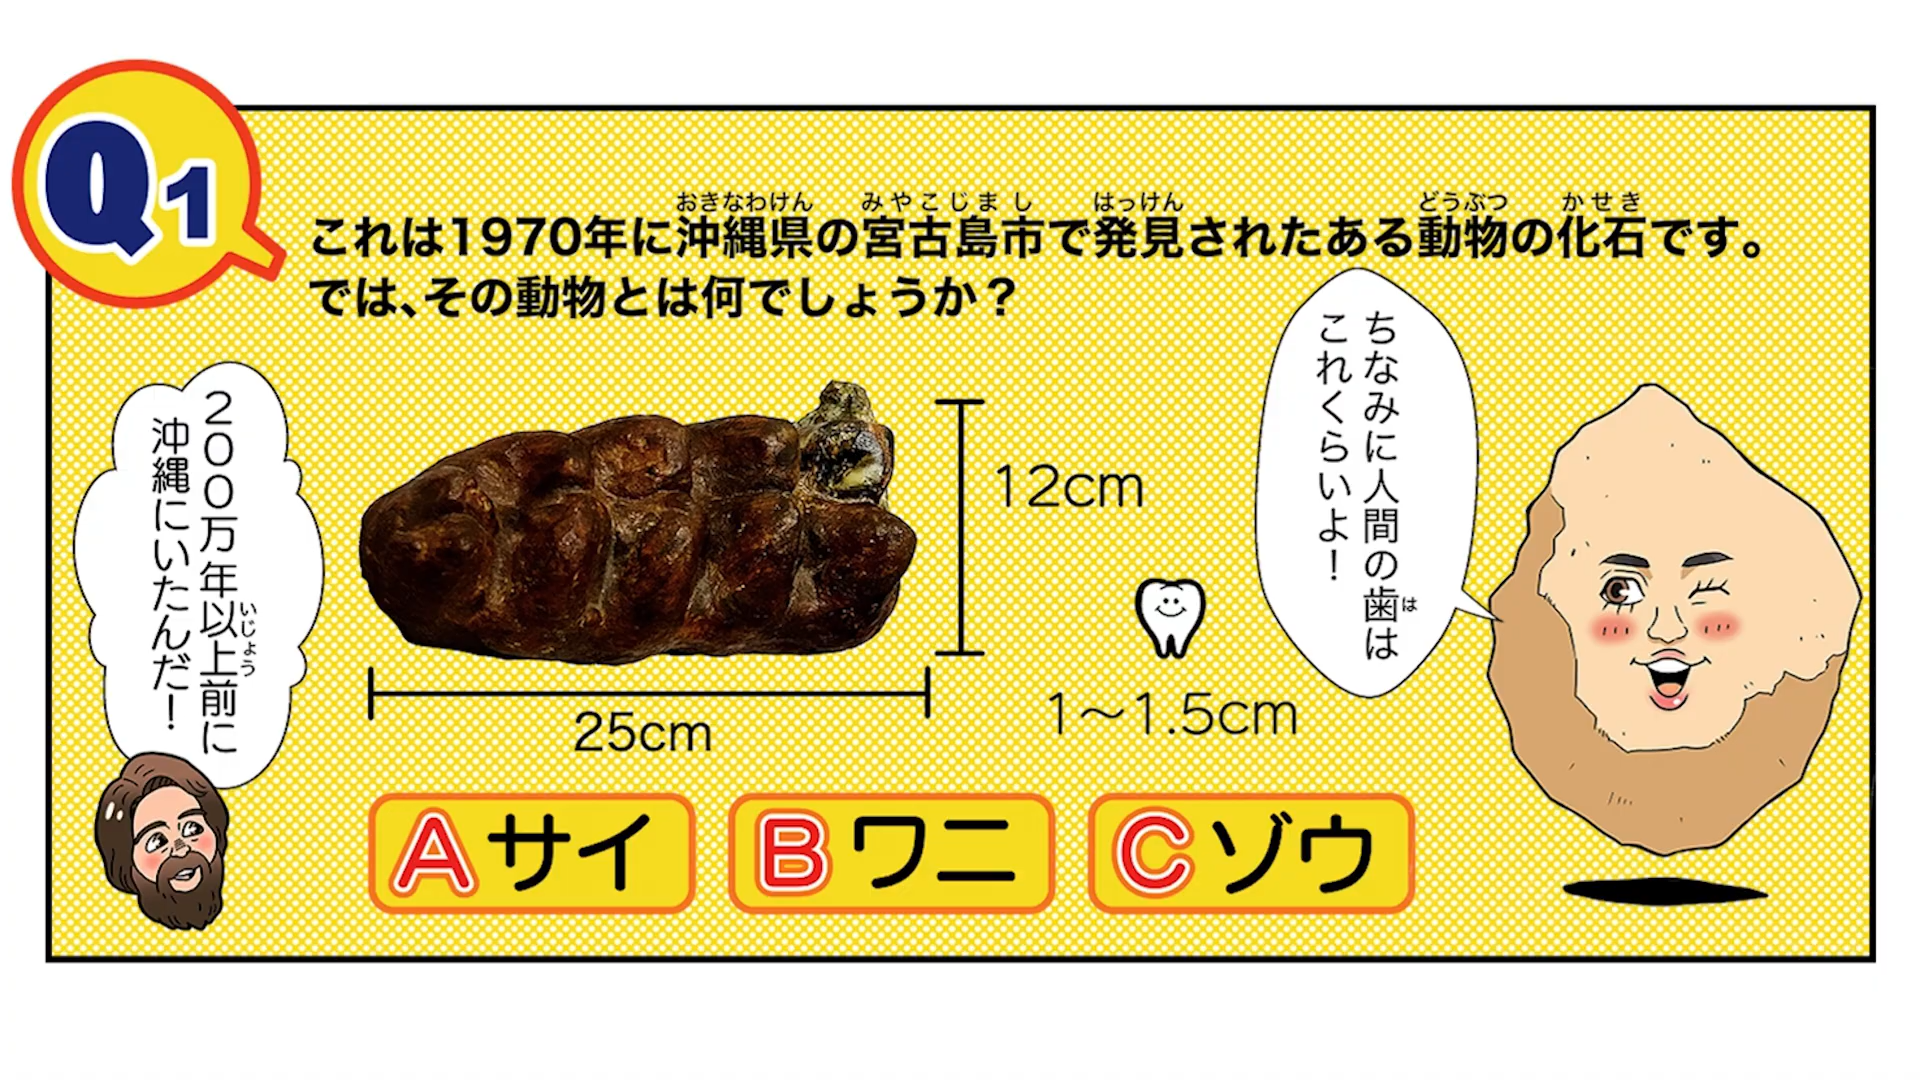 Q1
これは1970年に沖縄県の宮古島市で発見されたある動物の化石です。
おきなわけん みやこじまし はっけん どうぶつ かせき
では、その動物とは何でしょうか？
200万年以上前に
いじょう
沖縄にいたんだ！
12cm
25cm
1〜1.5cm
ちなみに人間の歯は
は
これくらいよ！
A サイ
B ワニ
C ゾウ